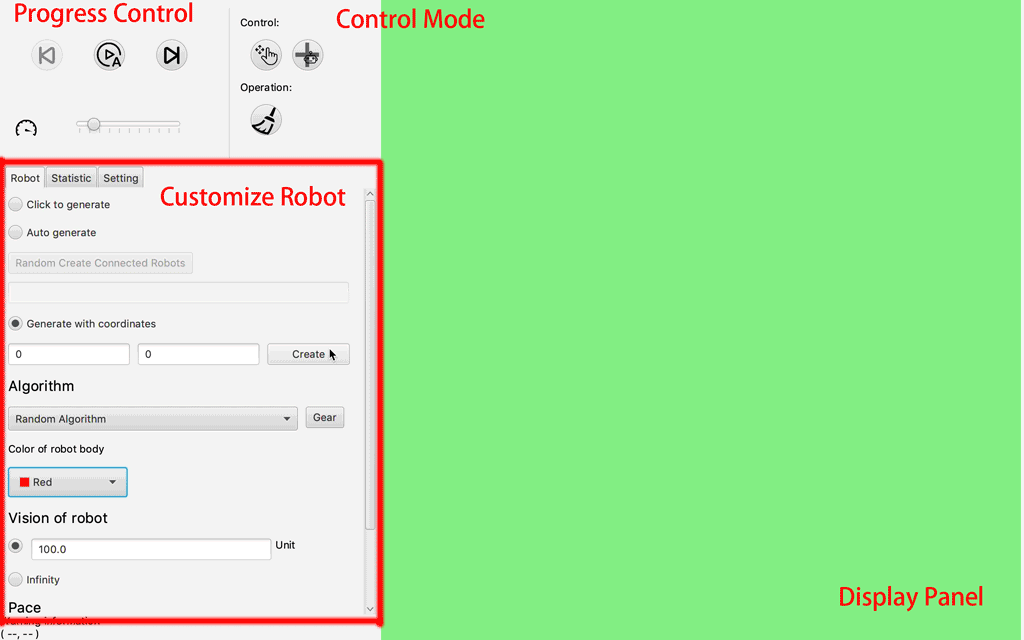 Progress Control
Control:
Control Mode
A
Operation:
Robot
Statistic
Setting
Customize Robot
Click to generate
Auto generate
Random Create Connected Robots
Generate with coordinates
0
0
Create
Algorithm
Random Algorithm
Gear
Color of robot body
Red
Vision of robot
100.0
Unit
Infinity
Pace
Warning information
( --, -- )
Display Panel